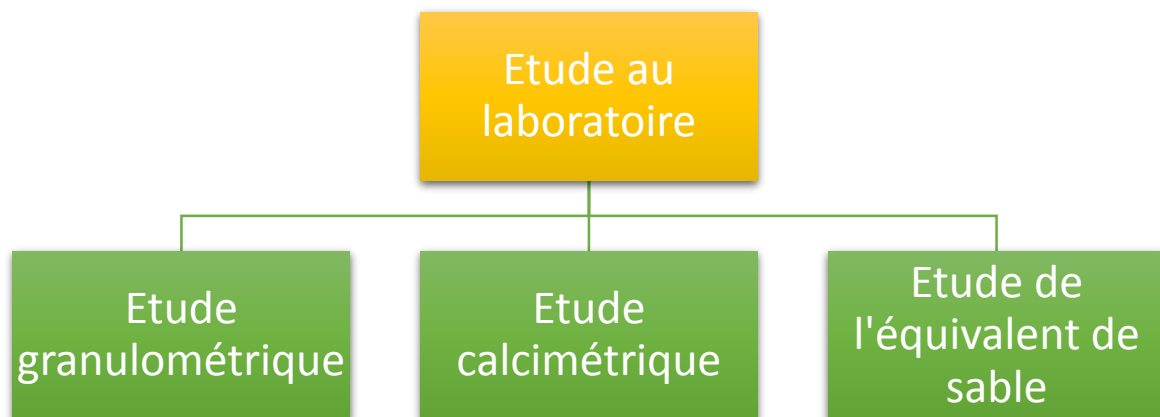 Etude au
laboratoire
Etude
granulométrique
Etude
calcimétrique
Etude de
l'équivalent de
sable